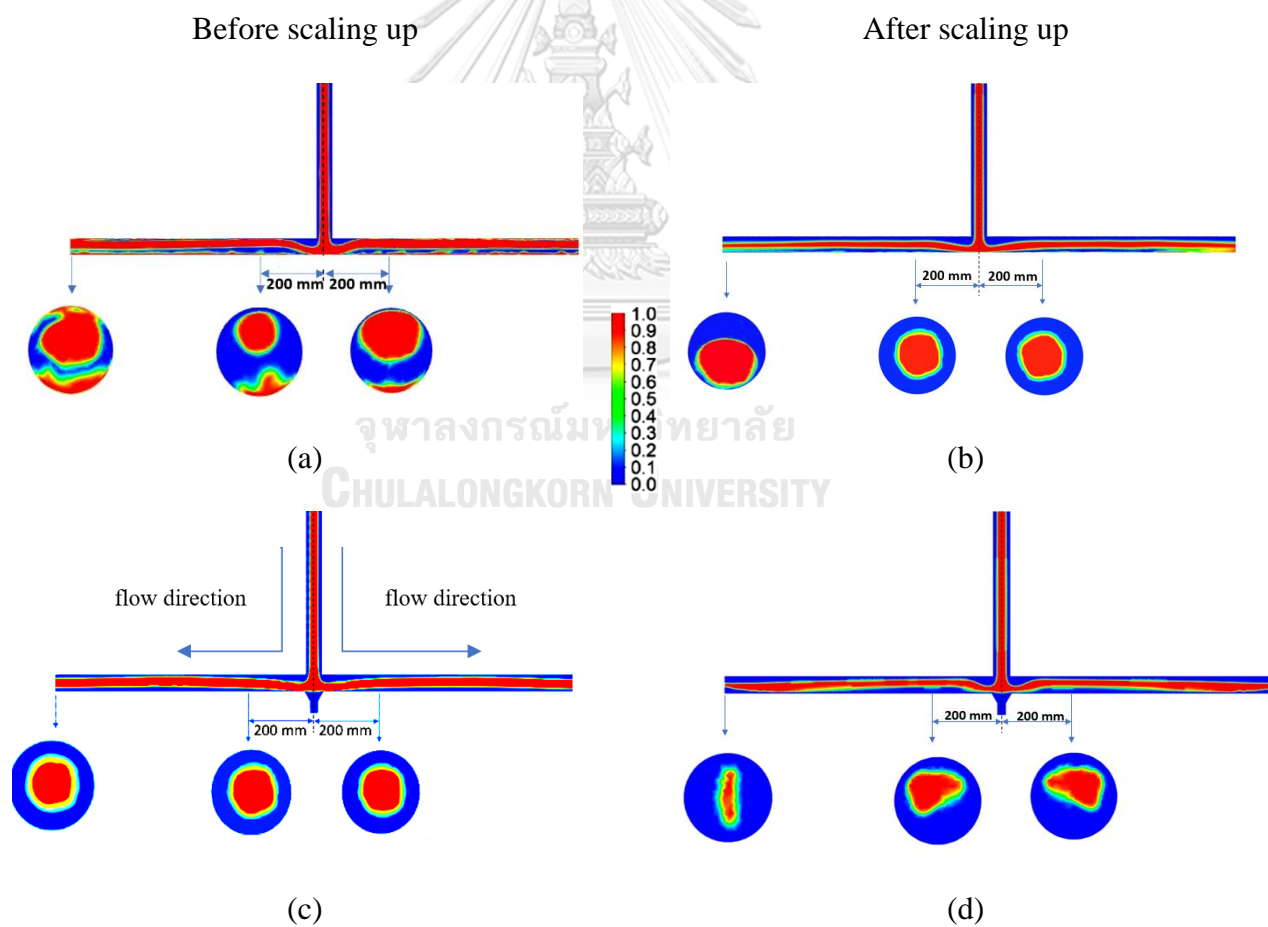 Before scaling up
After scaling up
200 mm 200 mm
200 mm 200 mm
1.0
0.9
0.8
0.7
0.6
0.5
0.4
0.3
0.2
0.1
0.0
จุฬาลงกรณ์มหาวิทยาลัย
CHULALONGKORN UNIVERSITY
(a)
(b)
flow direction
flow direction
200 mm 200 mm
200 mm 200 mm
(c)
(d)